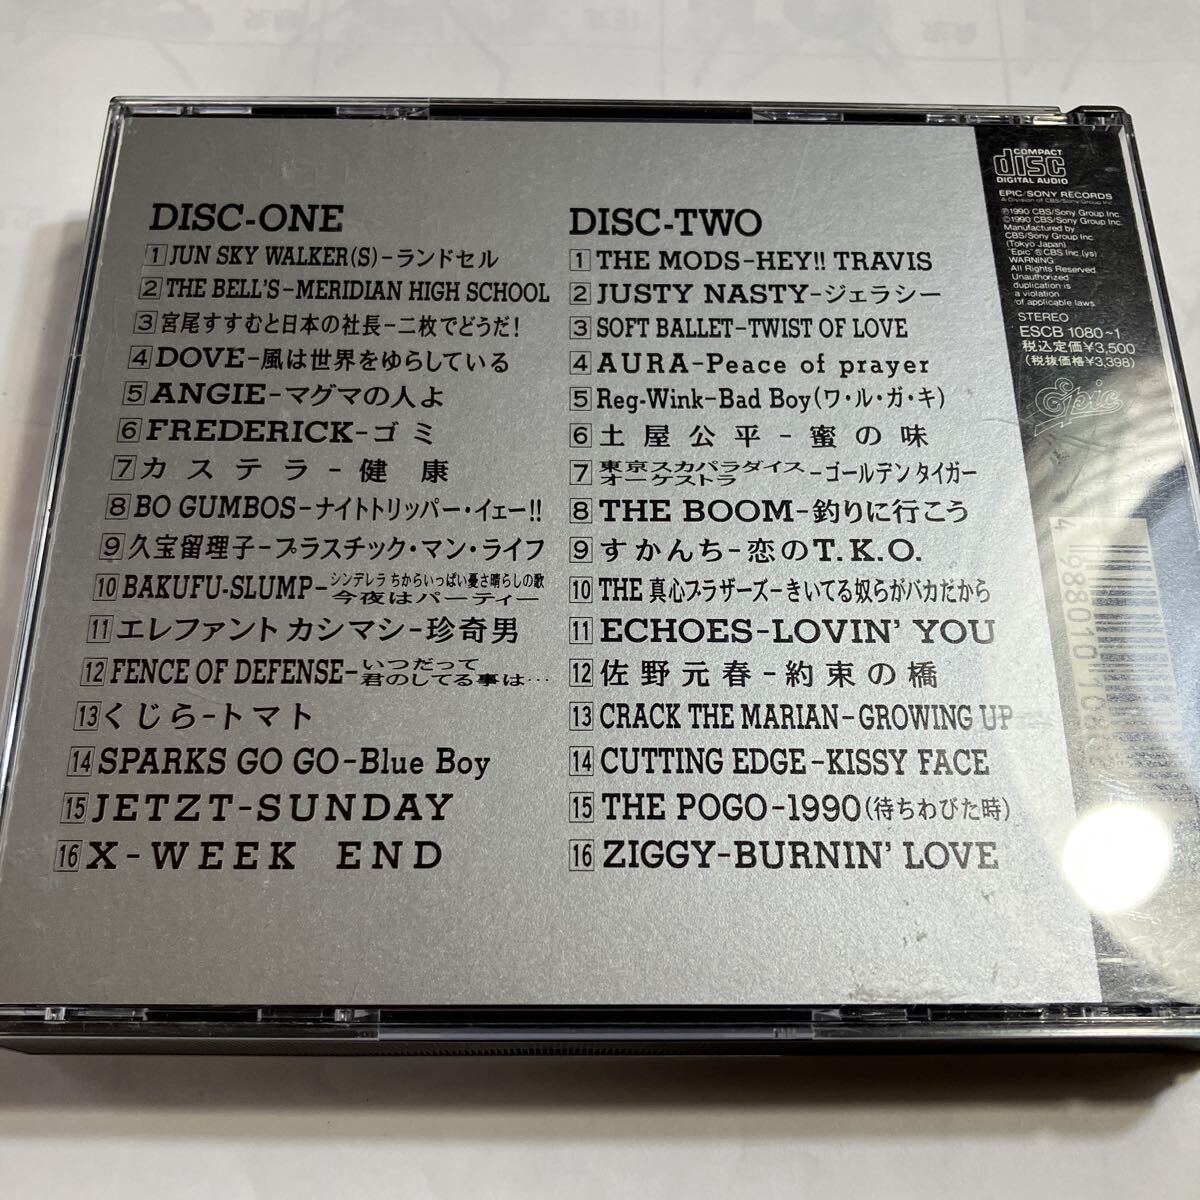 DISC-ONE
1 JUN SKY WALKER(S)-ランドセル
2 THE BELL'S-MERIDIAN HIGH SCHOOL
3 宮尾すすむと日本の社長-二枚でどうだ!
4 DOVE-風は世界をゆらしている
5 ANGIE-マグマの人よ
6 FREDERICK-ゴミ
7 カステラ-健康
8 BO GUMBOS-ナイトトリッパー・イェー!!
9 久宝留理子-プラスチック・マン・ライフ
10 BAKUFU-SLUMP-シンデレラ ちからいっぱい憂さ晴らしの歌
今夜はパーティー
11 エレファント カシマシ-珍奇男
12 FENCE OF DEFENSE-いつだって
君のしてる事は…
13 くじら-トマト
14 SPARKS GO GO-Blue Boy
15 JETZT-SUNDAY
16 X-WEEK END
DISC-TWO
1 THE MODS-HEY!! TRAVIS
2 JUSTY NASTY-ジェラシー
3 SOFT BALLET-TWIST OF LOVE
4 AURA-Peace of prayer
5 Reg-Wink-Bad Boy(ワ・ル・ガ・キ)
6 土屋公平-蜜の味
7 東京スカパラダイス
オーケストラ-ゴールデンタイガー
8 THE BOOM-釣りに行こう
9 すかんち-恋のT.K.O.
10 THE 真心ブラザーズ-きいてる奴らがバカだから
11 ECHOES-LOVIN' YOU
12 佐野元春-約束の橋
13 CRACK THE MARIAN-GROWING UP
14 CUTTING EDGE-KISSY FACE
15 THE POGO-1990(待ちわびた時)
16 ZIGGY-BURNIN' LOVE
COMPACT
disc
DIGITAL AUDIO
EPIC/SONY RECORDS
A Division of CBS/Sony Group Inc.
℗1990 CBS/Sony Group Inc.
©1990 CBS/Sony Group Inc.
Manufactured by
CBS/Sony Group Inc.
(Tokyo Japan)
"Epic" ® CBS Inc.(ys)
WARNING
All Rights Reserved.
Unauthorized
duplication is
a violation
of applicable laws.
STEREO
ESCB 1080~1
税込定価¥3,500
(税抜価格¥3,398)
Epic